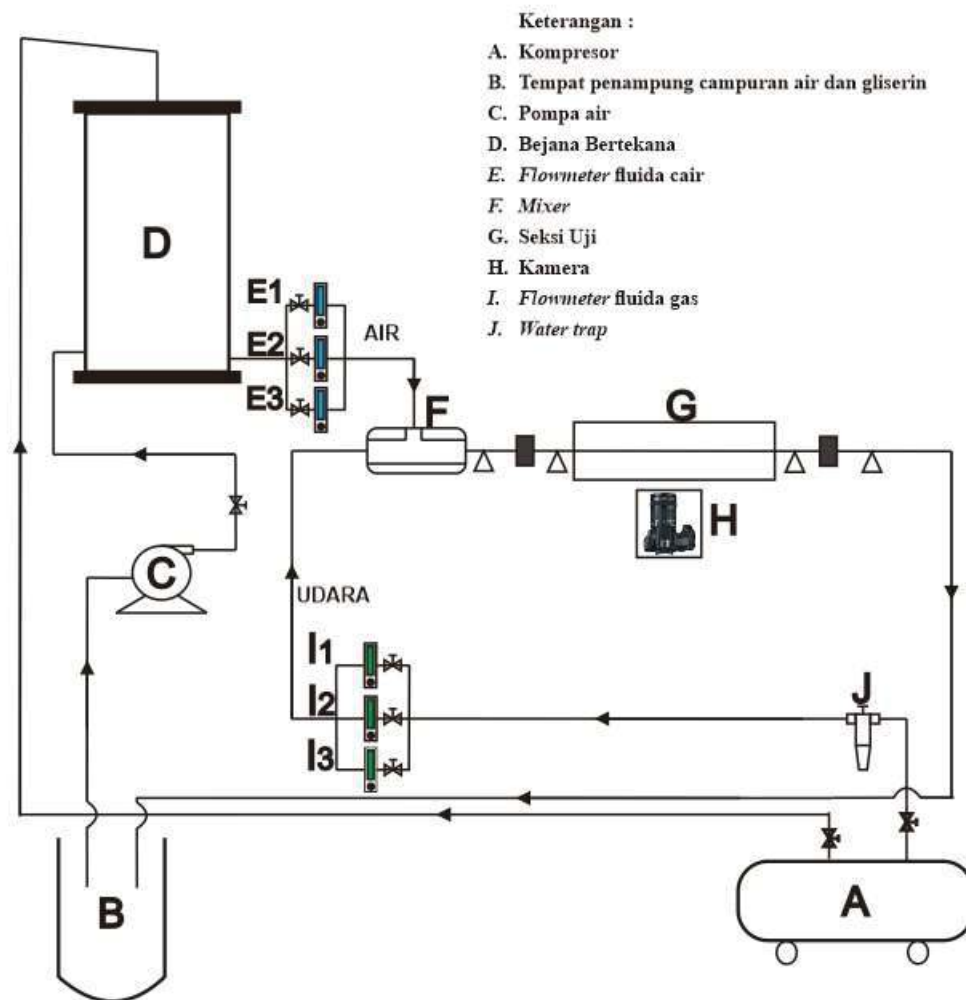 Keterangan :
A. Kompresor
B. Tempat penampung campuran air dan gliserin
C. Pompa air
D. Bejana Bertekana
E. Flowmeter fluida cair
F. Mixer
G. Seksi Uji
H. Kamera
I. Flowmeter fluida gas
J. Water trap
D
E1
E2
E3
AIR
F
G
H
C
UDARA
I1
I2
I3
J
B
A